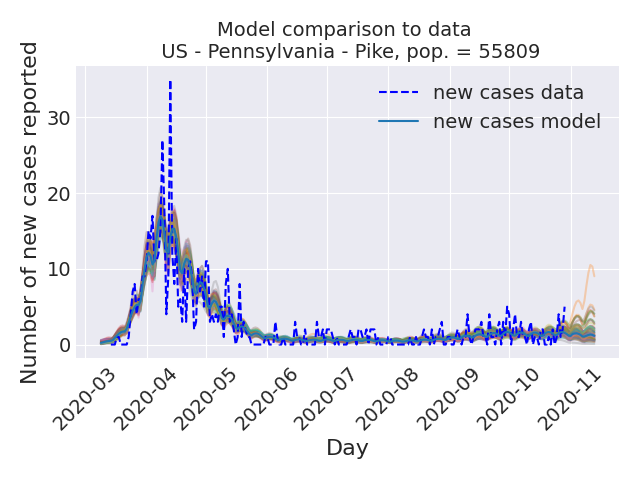 Model comparison to data
US - Pennsylvania - Pike, pop. = 55809
Number of new cases reported
30
20
10
0
new cases data
new cases model
2020-03
2020-04
2020-05
2020-06
2020-07
2020-08
2020-09
2020-10
2020-11
Day